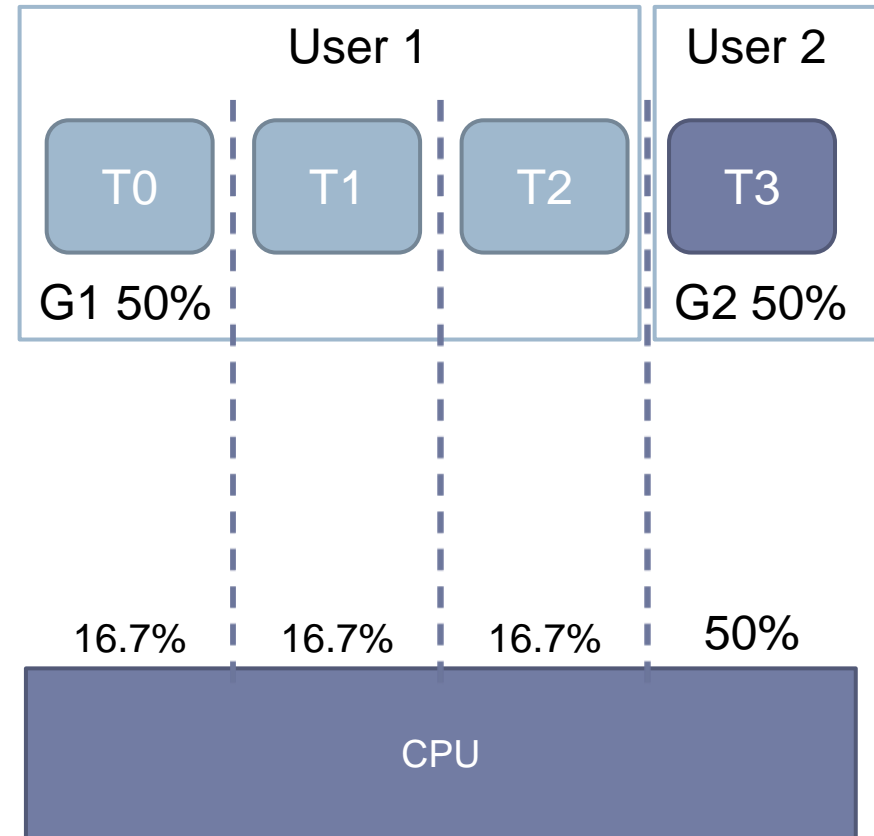 User 1
User 2
T0
T1
T2
T3
G1 50%
G2 50%
16.7%
16.7%
16.7%
50%
CPU